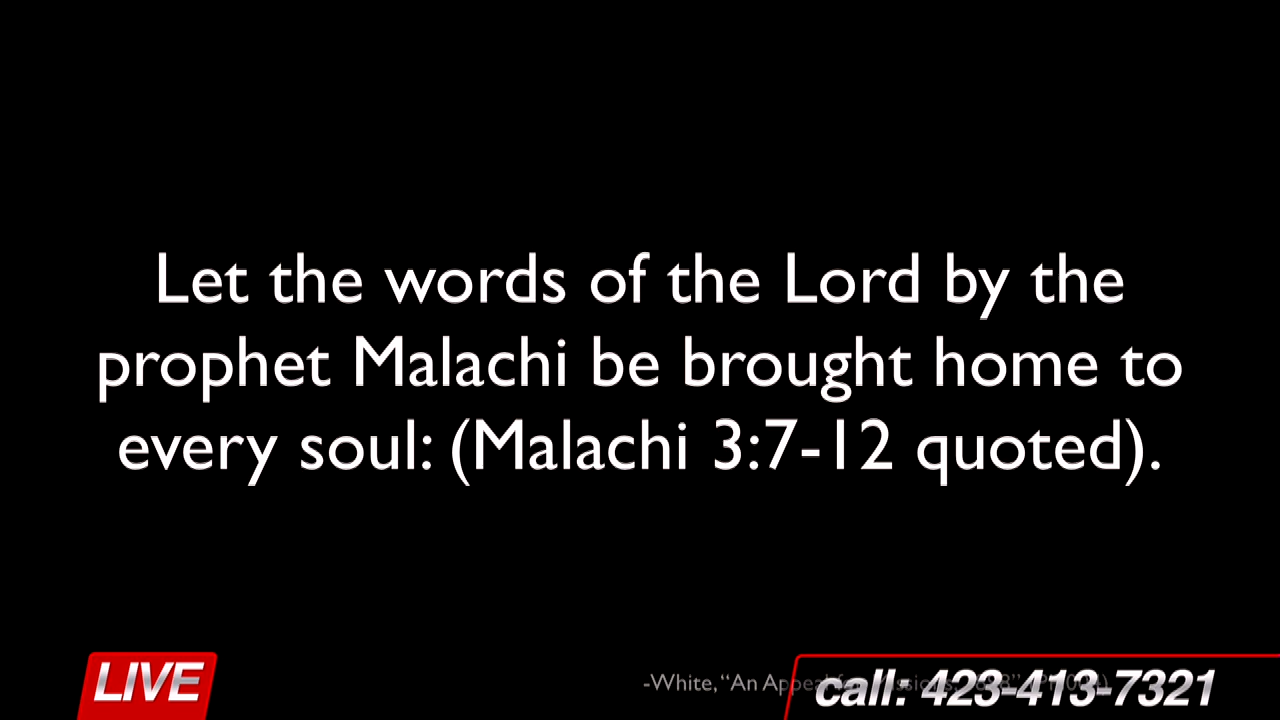 Let the words of the Lord by the
prophet Malachi be brought home to
every soul: (Malachi 3:7-12 quoted).
LIVE
-White, “An Appeal
call: 423-413-7321